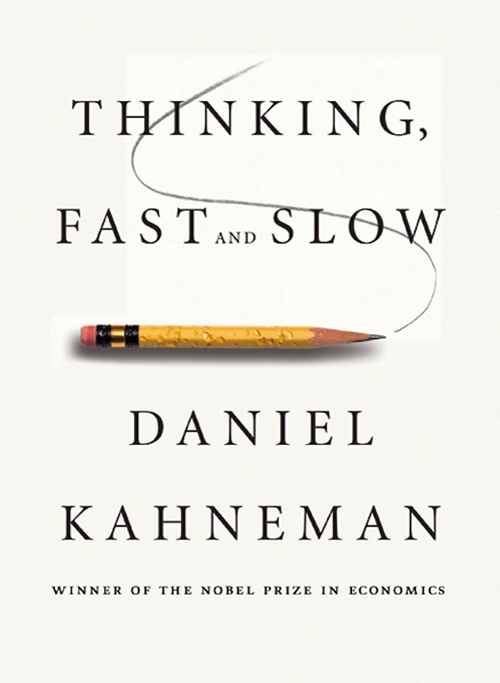 THINKING,
FAST AND SLOW
DANIEL
KAHNEMAN
WINNER OF THE NOBEL PRIZE IN ECONOMICS